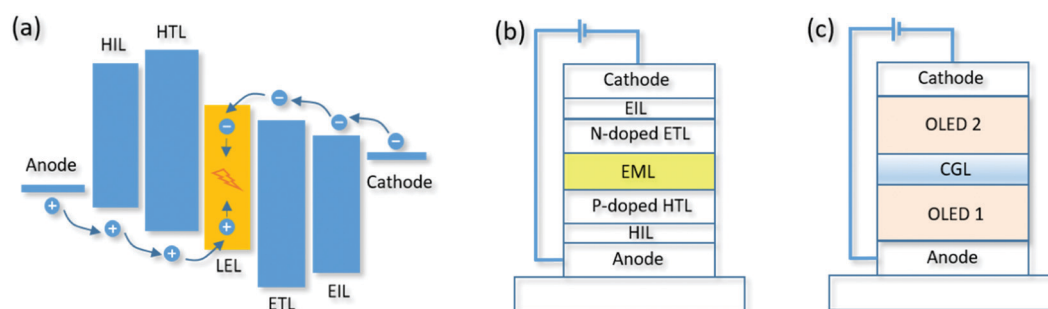 (a)
HIL
HTL
Anode
LEL
ETL
EIL
Cathode
(b)
Cathode
EIL
N-doped ETL
EML
P-doped HTL
HIL
Anode
(c)
Cathode
OLED 2
CGL
OLED 1
Anode